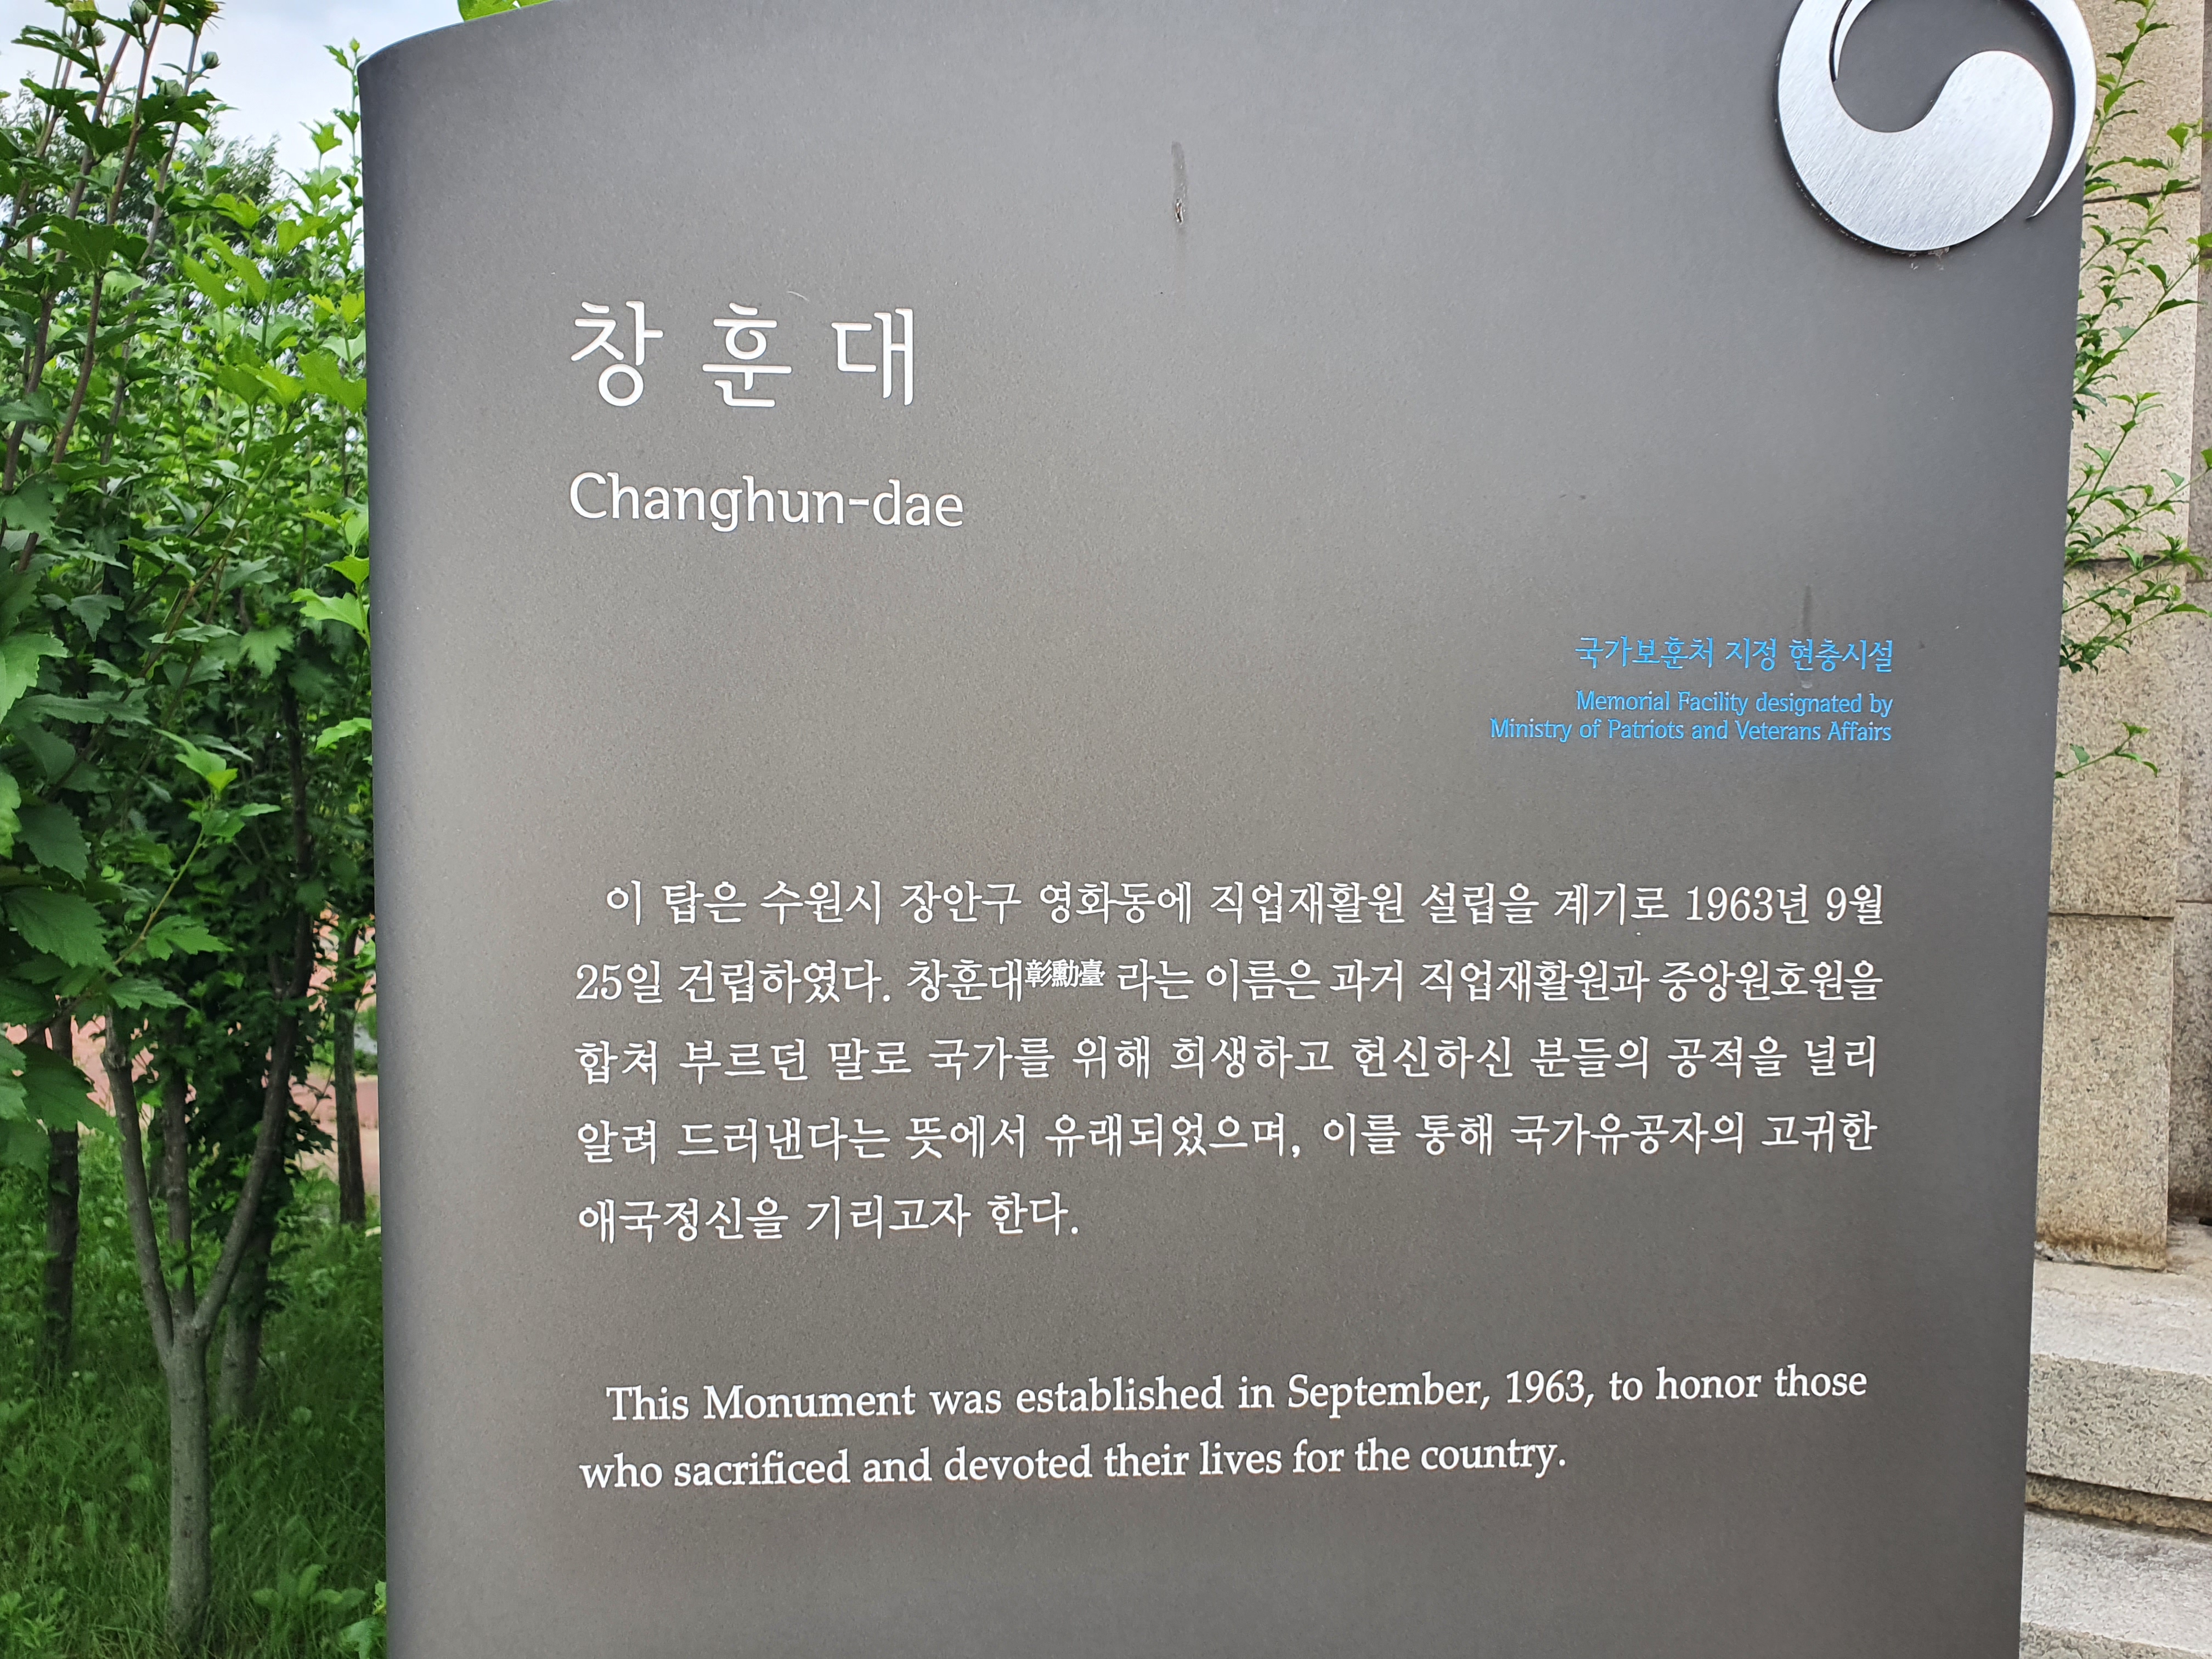 창훈대
Changhun-dae
국가보훈처 지정 현충시설
Memorial Facility designated by
Ministry of Patriots and Veterans Affairs
이 탑은 수원시 장안구 영화동에 직업재활원 설립을 계기로 1963년 9월
25일 건립하였다. 창훈대彰勳臺 라는 이름은 과거 직업재활원과 중앙원호원을
합쳐 부르던 말로 국가를 위해 희생하고 헌신하신 분들의 공적을 널리
알려 드러낸다는 뜻에서 유래되었으며, 이를 통해 국가유공자의 고귀한
애국정신을 기리고자 한다.
This Monument was established in September, 1963, to honor those
who sacrificed and devoted their lives for the country.